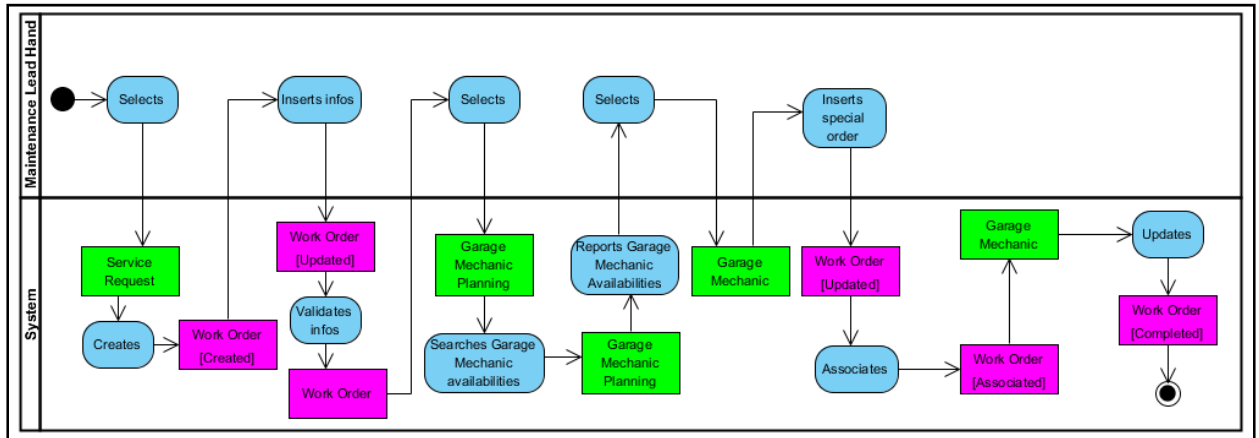 Maintenance Lead Hand
Selects
Inserts infos
Selects
Selects
Inserts
special
order
System
Service
Request
Creates
Work Order
[Created]
Work Order
[Updated]
Validates
infos
Work Order
Garage
Mechanic
Planning
Searches Garage
Mechanic
availabilities
Garage
Mechanic
Planning
Reports Garage
Mechanic
Availabilities
Garage
Mechanic
Work Order
[Updated]
Associates
Work Order
[Associated]
Garage
Mechanic
Updates
Work Order
[Completed]